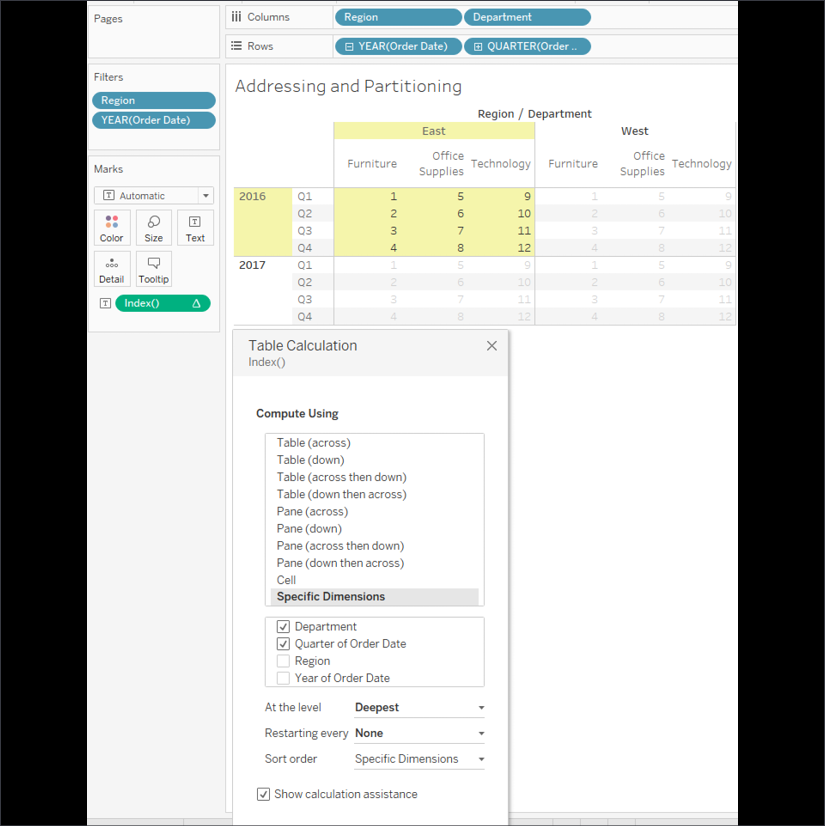 Pages
Columns Region Department
Rows YEAR(Order Date) QUARTER(Order ..
Filters
Region
YEAR(Order Date)
Marks
Automatic
Color Size Text
Detail Tooltip
Index()
Addressing and Partitioning
Region / Department
East West
Furniture Office Supplies Technology Furniture Office Supplies Technology
2016 Q1 1 5 9 1 5 9
Q2 2 6 10 2 6 10
Q3 3 7 11 3 7 11
Q4 4 8 12 4 8 12
2017 Q1 1 5 9 1 5 9
Q2 2 6 10 2 6 10
Q3 3 7 11 3 7 11
Q4 4 8 12 4 8 12
Table Calculation
Index()
Compute Using
Table (across)
Table (down)
Table (across then down)
Table (down then across)
Pane (across)
Pane (down)
Pane (across then down)
Pane (down then across)
Cell
Specific Dimensions
Department
Quarter of Order Date
Region
Year of Order Date
At the level Deepest
Restarting every None
Sort order Specific Dimensions
Show calculation assistance